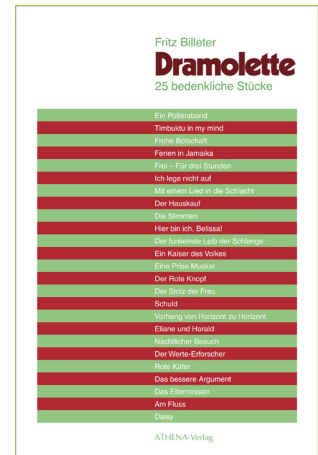 Fritz Billeter
Dramolette
25 bedenkliche Stücke
Ein Polterabend
Timbuktu in my mind
Frohe Botschaft
Ferien in Jamaika
Frei – Für drei Stunden
Ich lege nicht auf
Mit einem Lied in die Schlacht
Der Hauskauf
Die Stimmen
Hier bin ich, Belissa!
Der funkelnde Leib der Schlange
Ein Kaiser des Volkes
Eine Prise Muskat
Der Rote Knopf
Der Stolz der Frau
Schuld
Vorhang von Horizont zu Horizont
Eliane und Harald
Nächtlicher Besuch
Der Werte-Erforscher
Rote Käfer
Das bessere Argument
Das Elternessen
Am Fluss
Daisy
ATHENA-Verlag